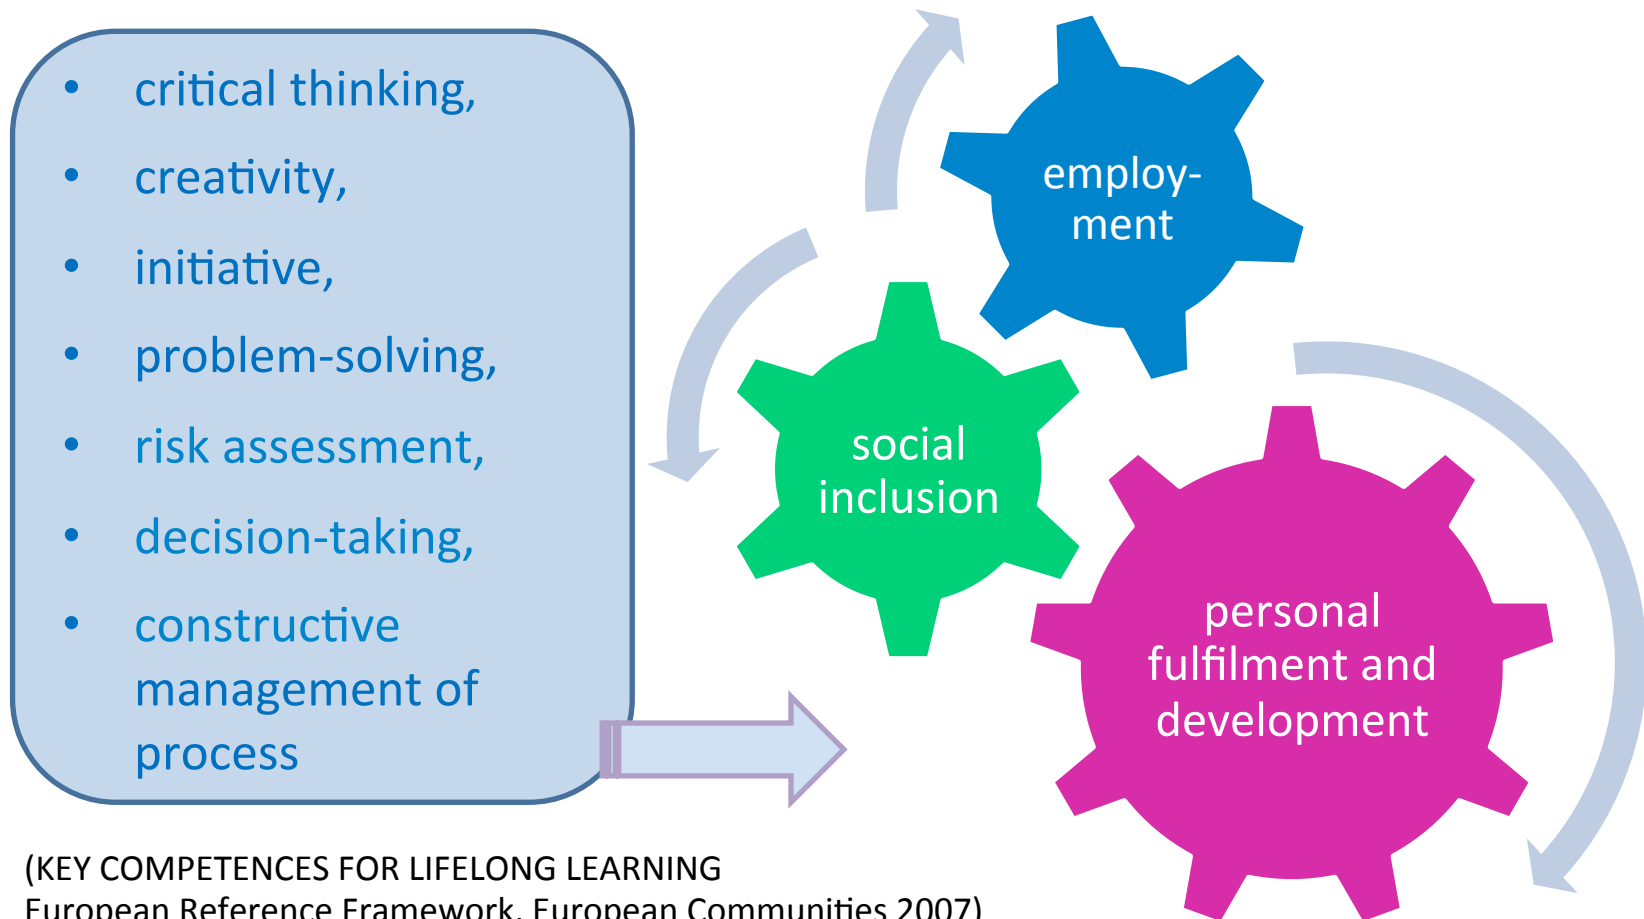 • critical thinking,
• creativity,
• initiative,
• problem-solving,
• risk assessment,
• decision-taking,
• constructive
management of
process
employ-
ment
social
inclusion
personal
fulfilment and
development
(KEY COMPETENCES FOR LIFELONG LEARNING
European Reference Framework, European Communities 2007)